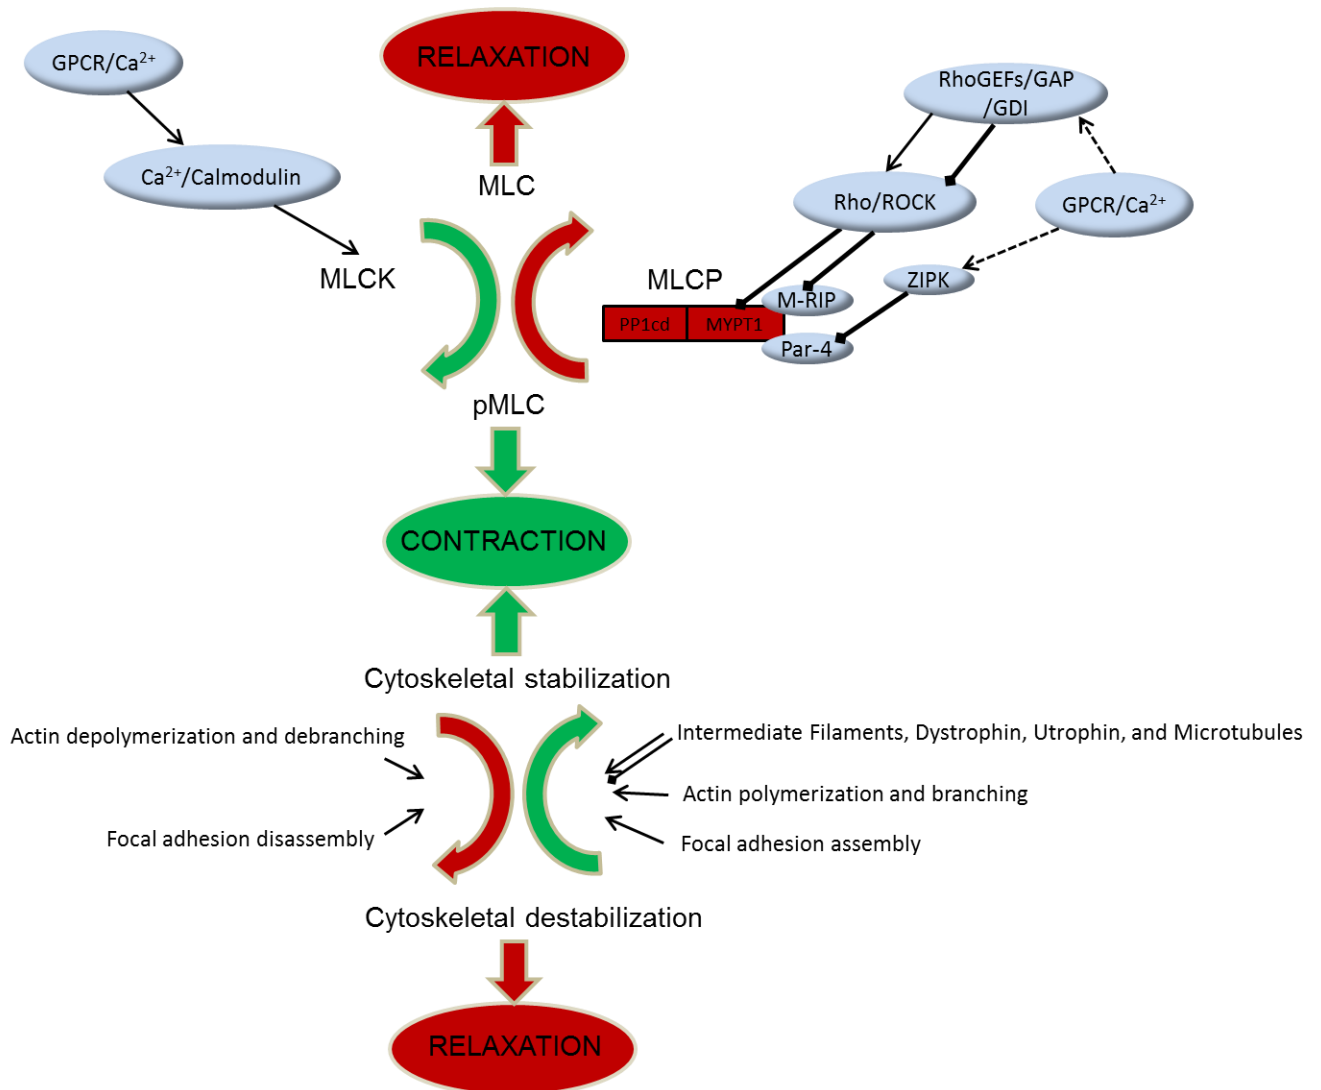 RELAXATION
GPCR/Ca²⁺
RhoGEFs/GAP
/GDI
Ca²⁺/Calmodulin
MLC
Rho/ROCK
GPCR/Ca²⁺
MLCK
MLCP
ZIPK
M-RIP
PP1cd
MYPT1
Par-4
pMLC
CONTRACTION
Cytoskeletal stabilization
Actin depolymerization and debranching
Intermediate Filaments, Dystrophin, Utrophin, and Microtubules
Actin polymerization and branching
Focal adhesion disassembly
Focal adhesion assembly
Cytoskeletal destabilization
RELAXATION